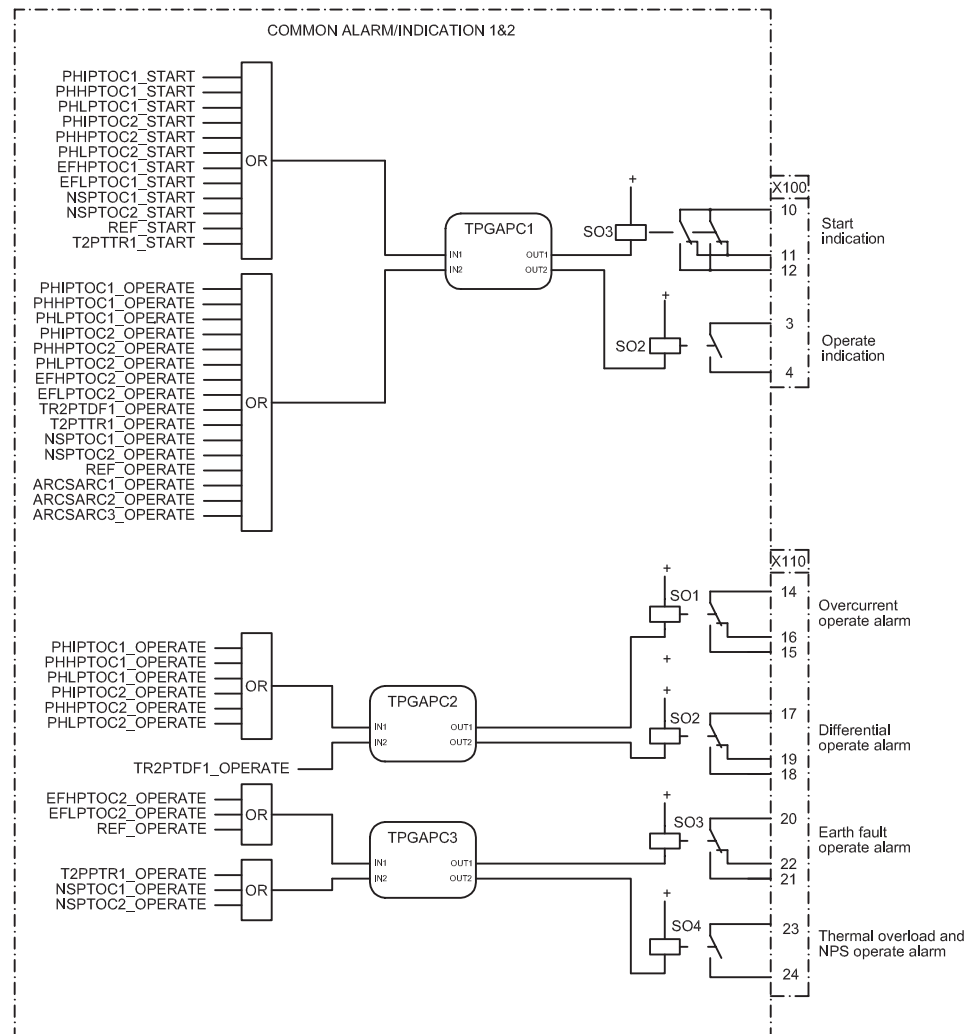 COMMON ALARM/INDICATION 1&2
PHIPTOC1_START
PHHPTOC1_START
PHLPTOC1_START
PHIPTOC2_START
PHHPTOC2_START
PHLPTOC2_START
EFHPTOC1_START
EFLPTOC1_START
NSPTOC1_START
NSPTOC2_START
REF_START
T2PTTR1_START
OR
PHIPTOC1_OPERATE
PHHPTOC1_OPERATE
PHLPTOC1_OPERATE
PHIPTOC2_OPERATE
PHHPTOC2_OPERATE
PHLPTOC2_OPERATE
EFHPTOC2_OPERATE
EFLPTOC2_OPERATE
TR2PTDF1_OPERATE
T2PTTR1_OPERATE
NSPTOC1_OPERATE
NSPTOC2_OPERATE
REF_OPERATE
ARCSARC1_OPERATE
ARCSARC2_OPERATE
ARCSARC3_OPERATE
OR
TPGAPC1
IN1
IN2
OUT1
OUT2
+
SO3
+
SO2
X100
10
11
12
Start
indication
3
4
Operate
indication
PHIPTOC1_OPERATE
PHHPTOC1_OPERATE
PHLPTOC1_OPERATE
PHIPTOC2_OPERATE
PHHPTOC2_OPERATE
PHLPTOC2_OPERATE
OR
TR2PTDF1_OPERATE
TPGAPC2
IN1
IN2
OUT1
OUT2
+
SO1
+
SO2
X110
14
16
15
Overcurrent
operate alarm
17
19
18
Differential
operate alarm
EFHPTOC2_OPERATE
EFLPTOC2_OPERATE
REF_OPERATE
OR
T2PPTR1_OPERATE
NSPTOC1_OPERATE
NSPTOC2_OPERATE
OR
TPGAPC3
IN1
IN2
OUT1
OUT2
+
SO3
+
SO4
20
22
21
Earth fault
operate alarm
23
24
Thermal overload and
NPS operate alarm